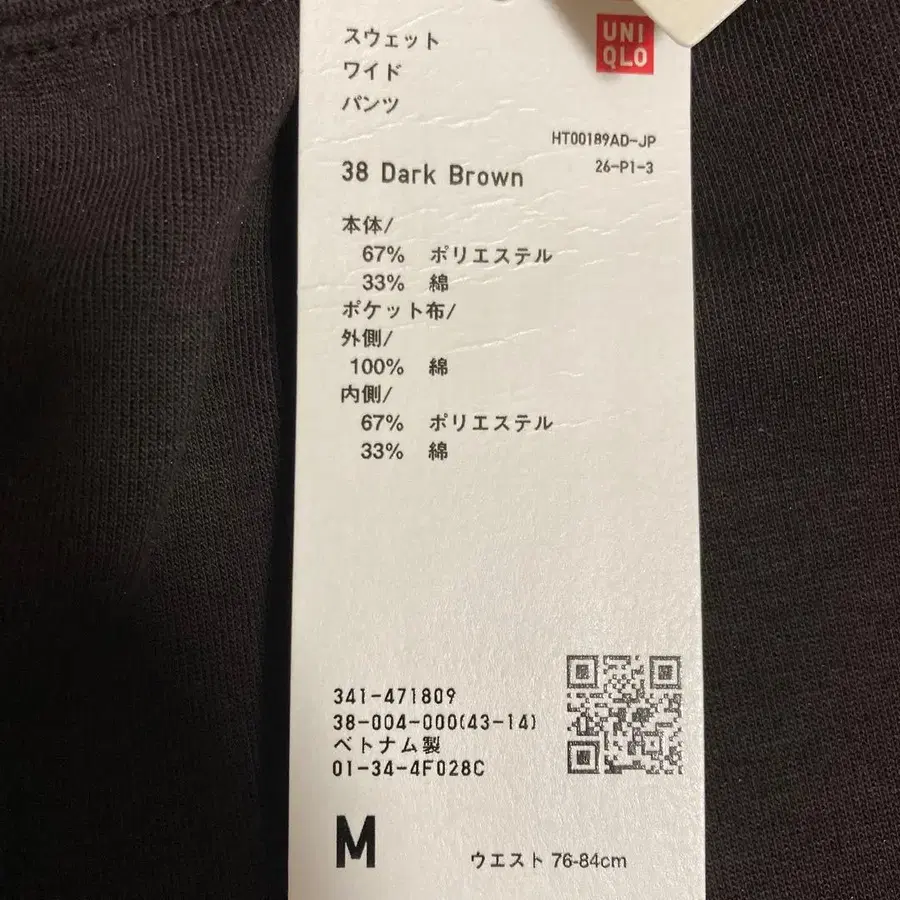 スウェット
ワイド
パンツ
UNI
QLO
HT00189AD-JP
26-P1-3
38 Dark Brown
本体/
67% ポリエステル
33% 綿
ポケット布/
外側/
100% 綿
内側/
67% ポリエステル
33% 綿
341-471809
38-004-000(43-14)
ベトナム製
01-34-4F028C
M
ウエスト 76-84cm